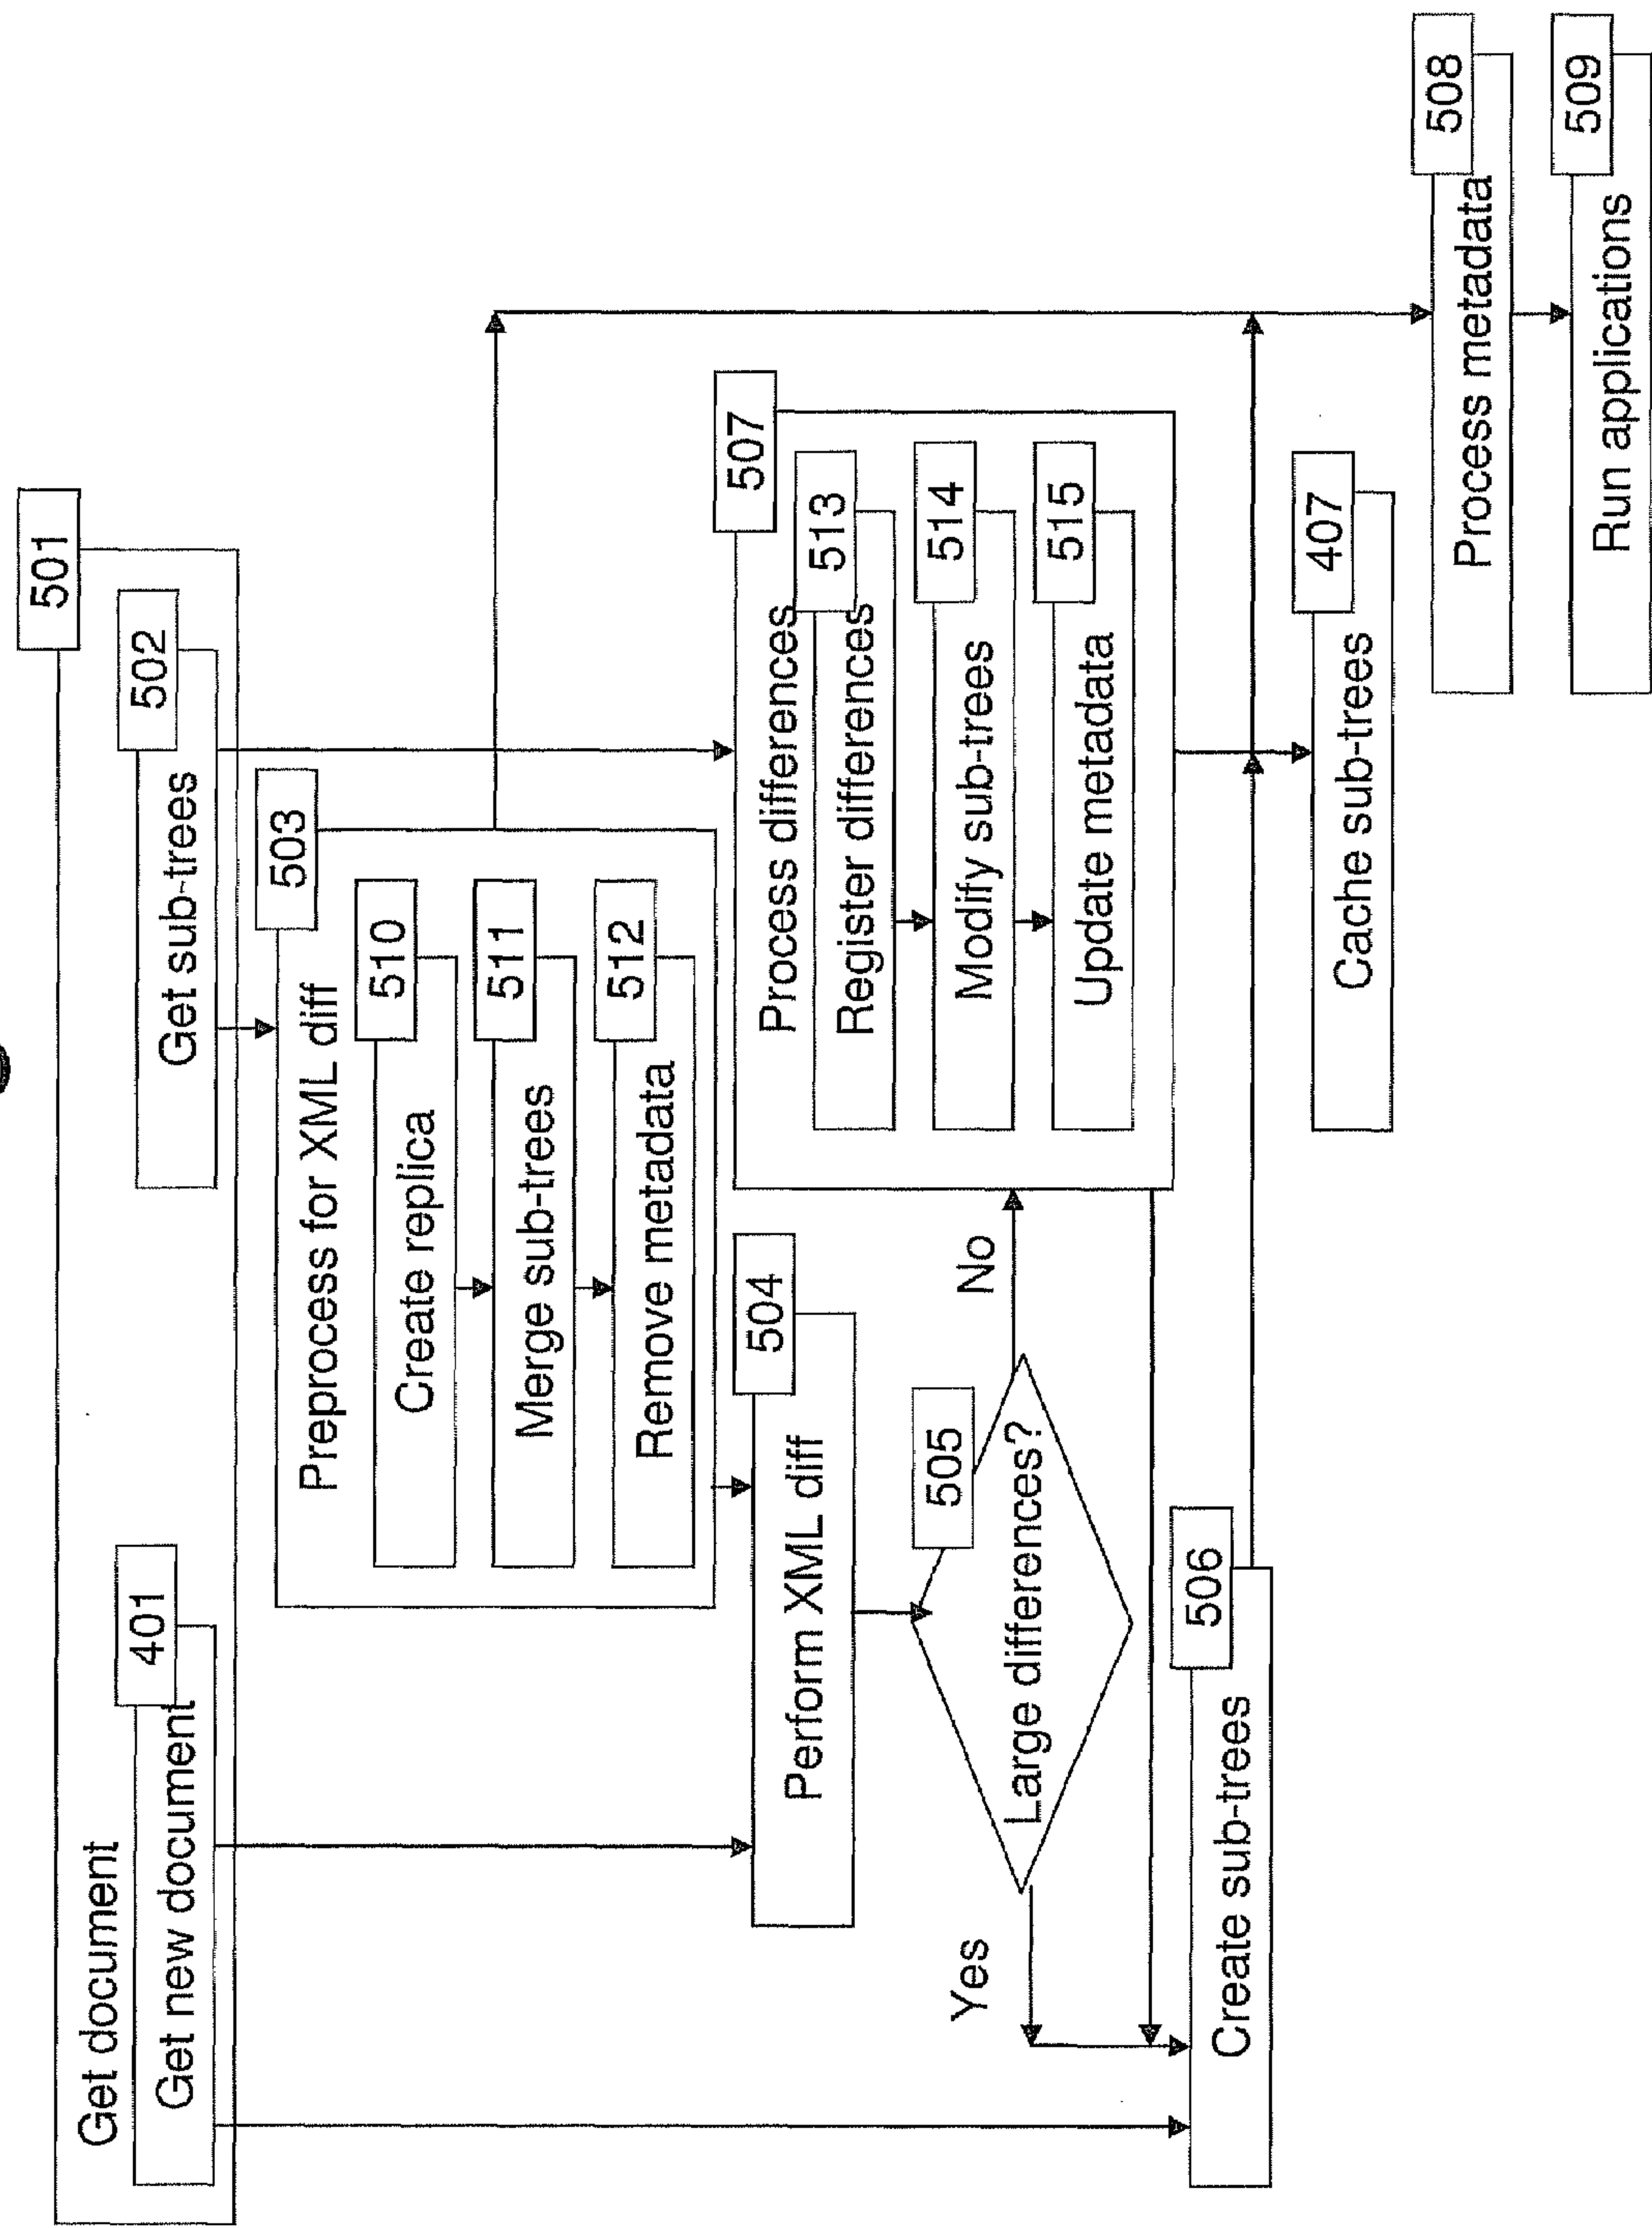 501
Get document
401
Get new document
502
Get sub-trees
503
Preprocess for XML diff
510
Create replica
511
Merge sub-trees
512
Remove metadata
504
Perform XML diff
505
Large differences?
Yes
No
507
Process differences
513
Register differences
514
Modify sub-trees
515
Update metadata
506
Create sub-trees
407
Cache sub-trees
508
Process metadata
509
Run applications